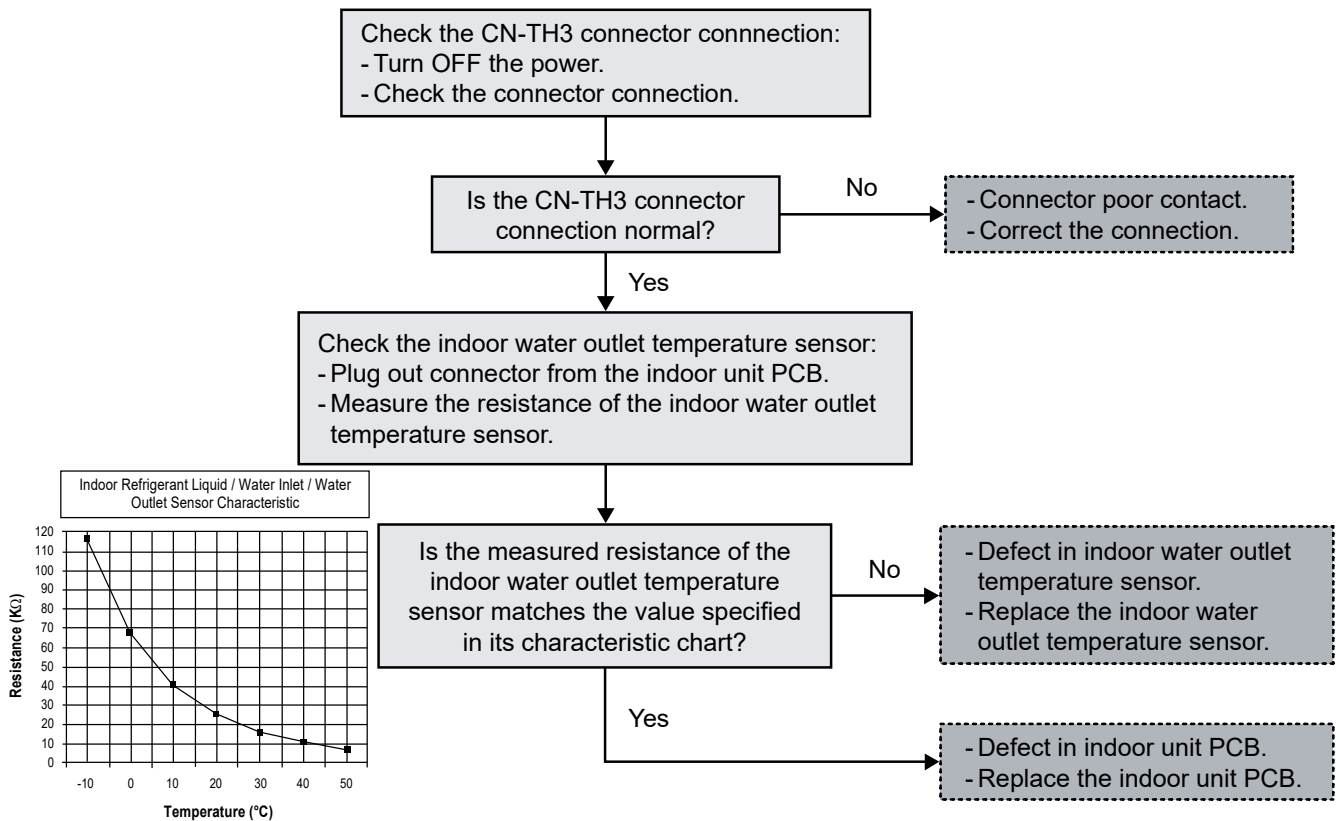 Check the CN-TH3 connector connnection:
- Turn OFF the power.
- Check the connector connection.
Is the CN-TH3 connector
connection normal?
No
- Connector poor contact.
- Correct the connection.
Yes
Check the indoor water outlet temperature sensor:
- Plug out connector from the indoor unit PCB.
- Measure the resistance of the indoor water outlet
temperature sensor.
Indoor Refrigerant Liquid / Water Inlet / Water
Outlet Sensor Characteristic
120
110
100
90
80
70
60
50
40
30
20
10
0
Resistance (KΩ)
-10 0 10 20 30 40 50
Temperature (°C)
Is the measured resistance of the
indoor water outlet temperature
sensor matches the value specified
in its characteristic chart?
No
- Defect in indoor water outlet
temperature sensor.
- Replace the indoor water
outlet temperature sensor.
Yes
- Defect in indoor unit PCB.
- Replace the indoor unit PCB.